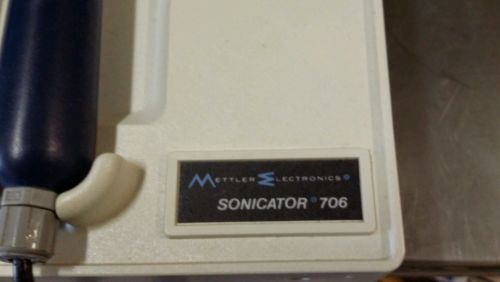 METTLER ELECTRONICS®
SONICATOR® 706